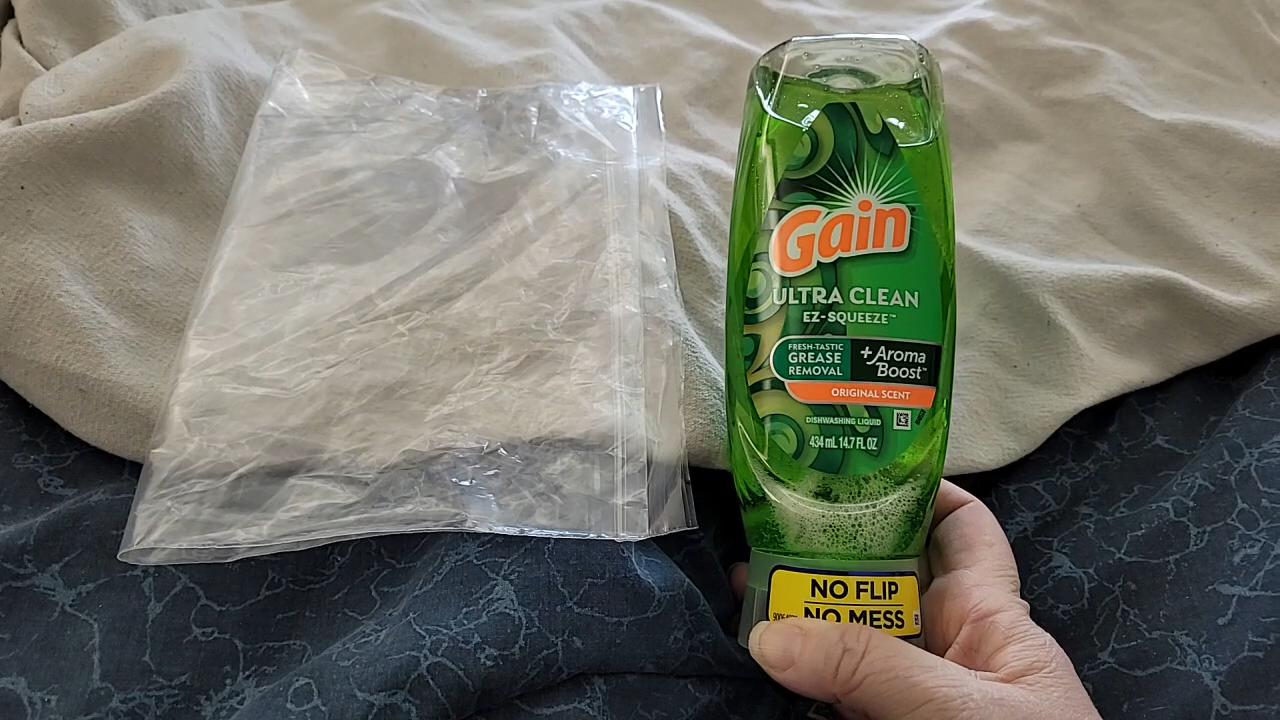 Gain
ULTRA CLEAN
EZ-SQUEEZE™
FRESH-TASTIC
GREASE
REMOVAL
+Aroma
Boost™
ORIGINAL SCENT
DISHWASHING LIQUID
434 mL 14.7 FL OZ
NO FLIP
NO MESS